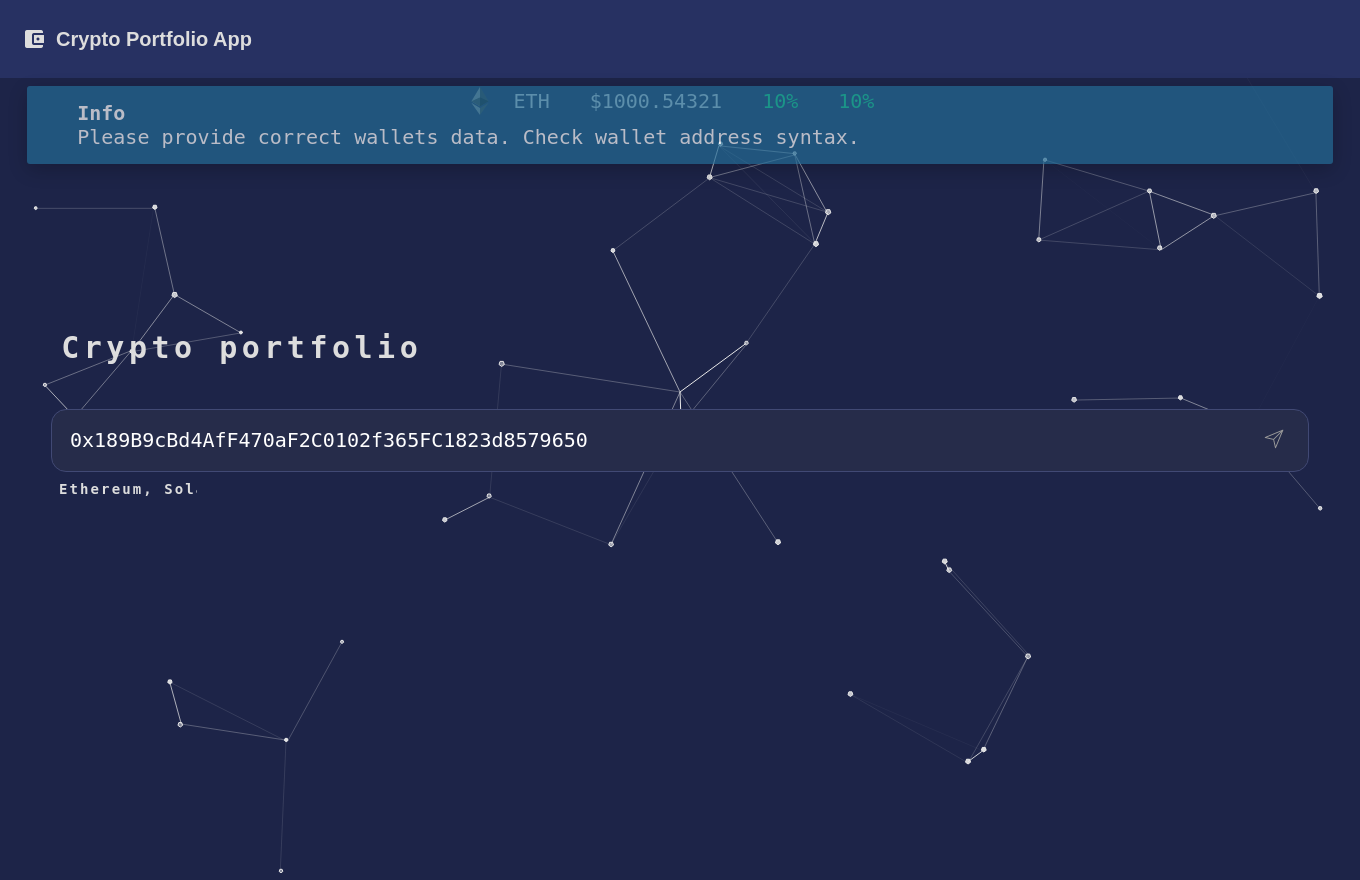 Crypto Portfolio App
ETH $1000.54321 10% 10%
Info
Please provide correct wallets data. Check wallet address syntax.
Crypto portfolio
0x189B9cBd4AfF470aF2C0102f365FC1823d8579650
Ethereum, Sol